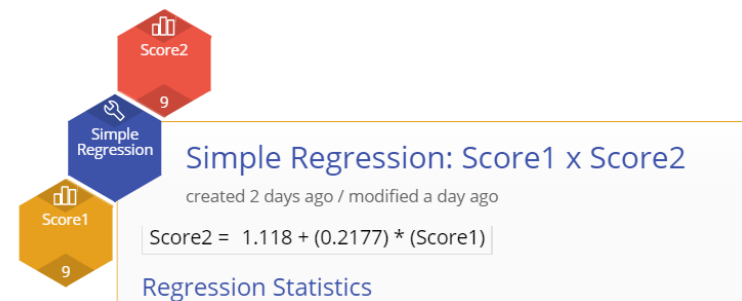 Score2
9
Simple
Regression
Simple Regression: Score1 x Score2
created 2 days ago / modified a day ago
Score1
Score2 = 1.118 + (0.2177) * (Score1)
9
Regression Statistics